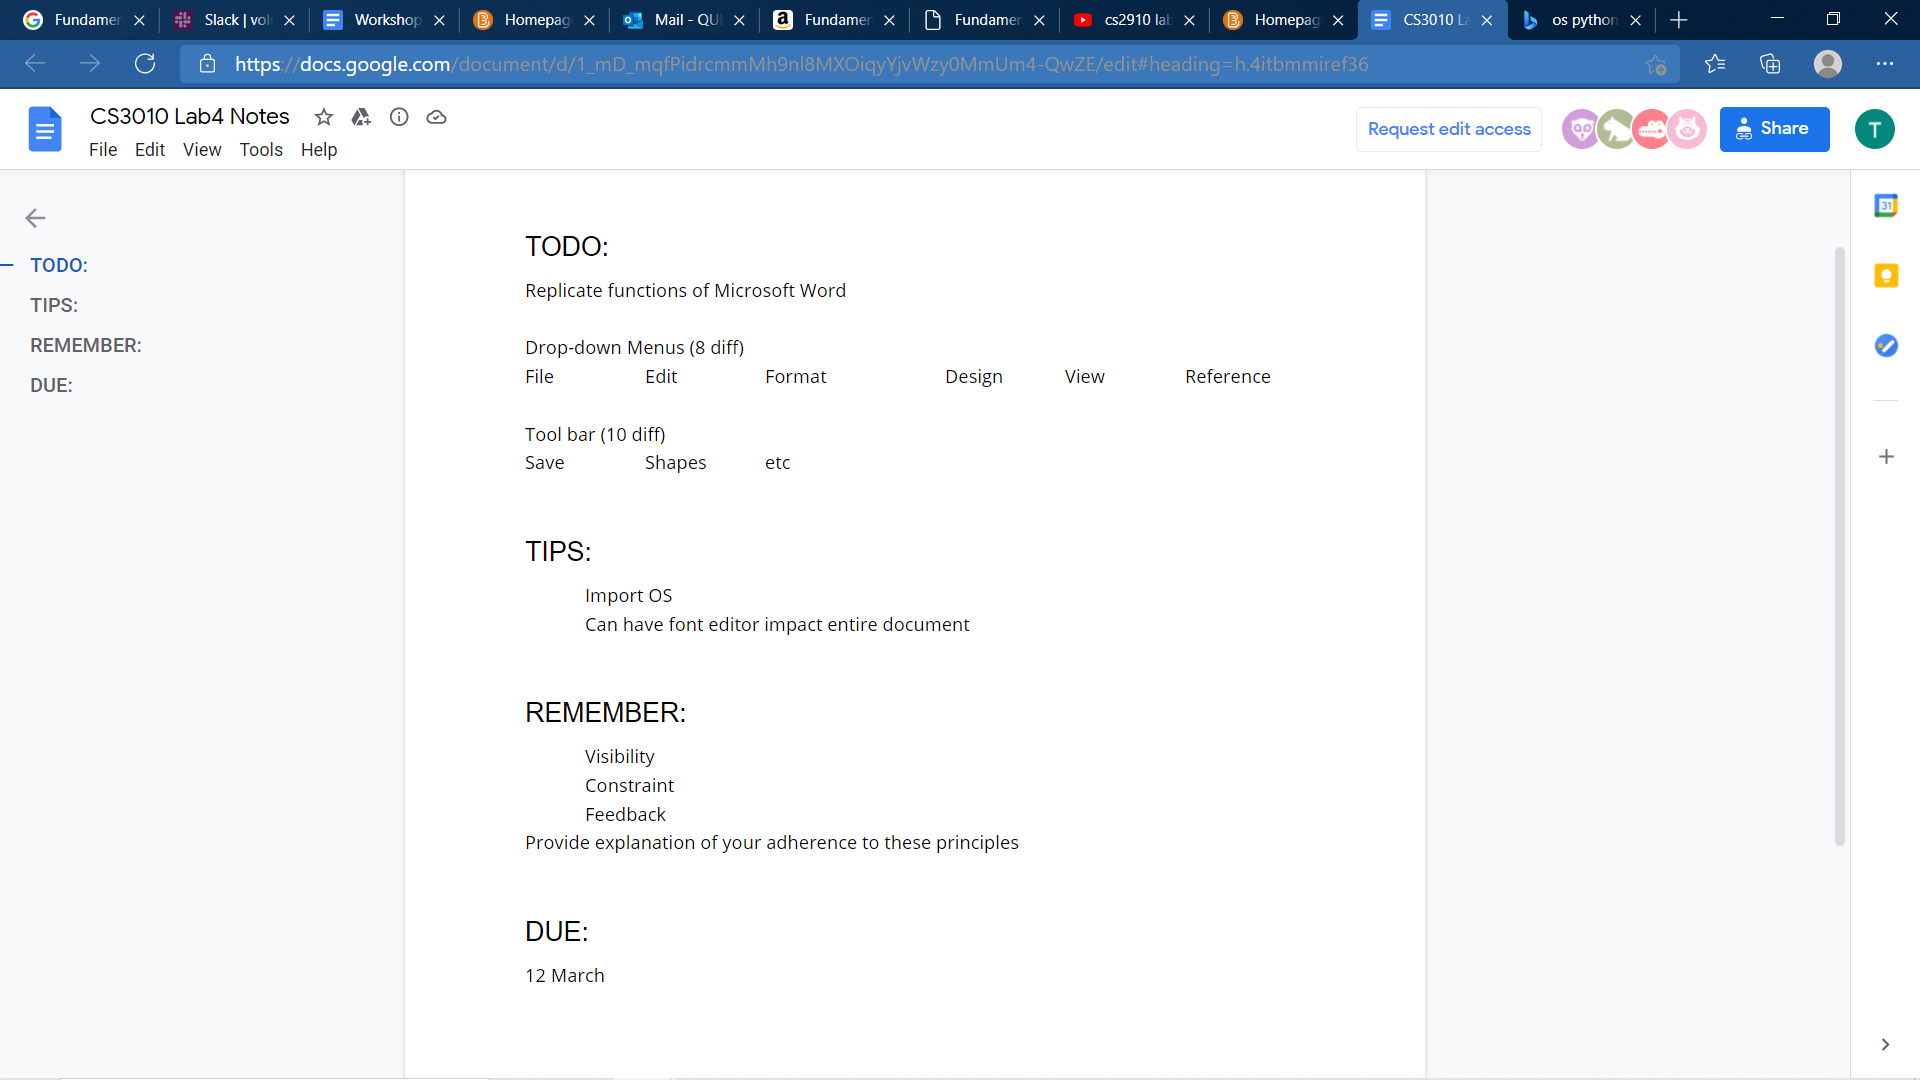 Fundamer Slack | vol Workshop Homepag Mail - QU Fundamer Fundamer cs2910 lab Homepag CS3010 La os python
https://docs.google.com/document/d/1_mD_mqfPidrcmmMh9nl8MXOiqyYjvWzy0MmUm4-QwZE/edit#heading=h.4itbmmiref36
CS3010 Lab4 Notes
File Edit View Tools Help
Request edit access
Share
T
TODO:
TIPS:
REMEMBER:
DUE:
TODO:
Replicate functions of Microsoft Word
Drop-down Menus (8 diff)
File Edit Format Design View Reference
Tool bar (10 diff)
Save Shapes etc
TIPS:
Import OS
Can have font editor impact entire document
REMEMBER:
Visibility
Constraint
Feedback
Provide explanation of your adherence to these principles
DUE:
12 March
31